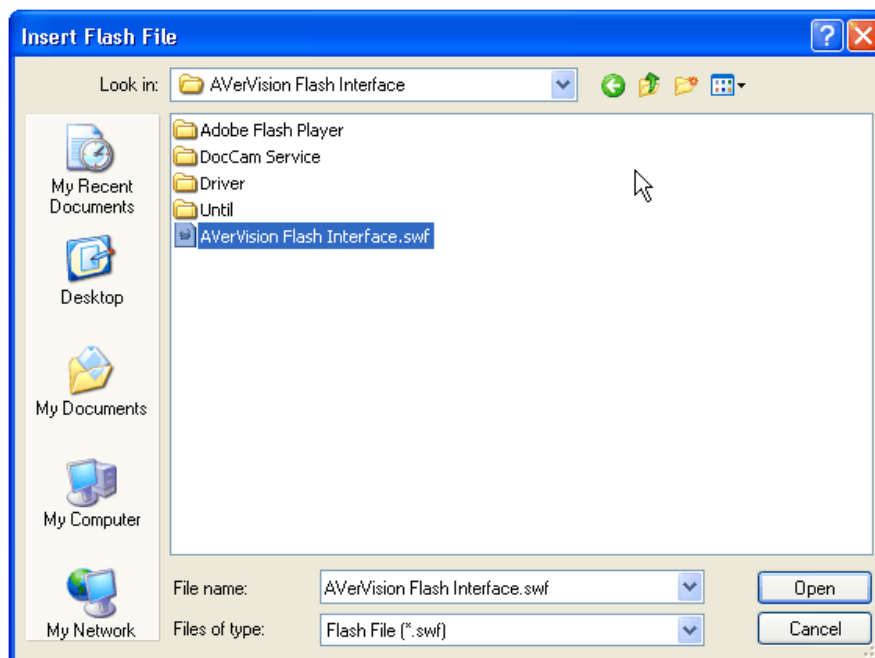 Insert Flash File
Look in: AVerVision Flash Interface
My Recent
Documents
Desktop
My Documents
My Computer
My Network
Adobe Flash Player
DocCam Service
Driver
Until
AVerVision Flash Interface.swf
File name: AVerVision Flash Interface.swf Open
Files of type: Flash File (*.swf) Cancel